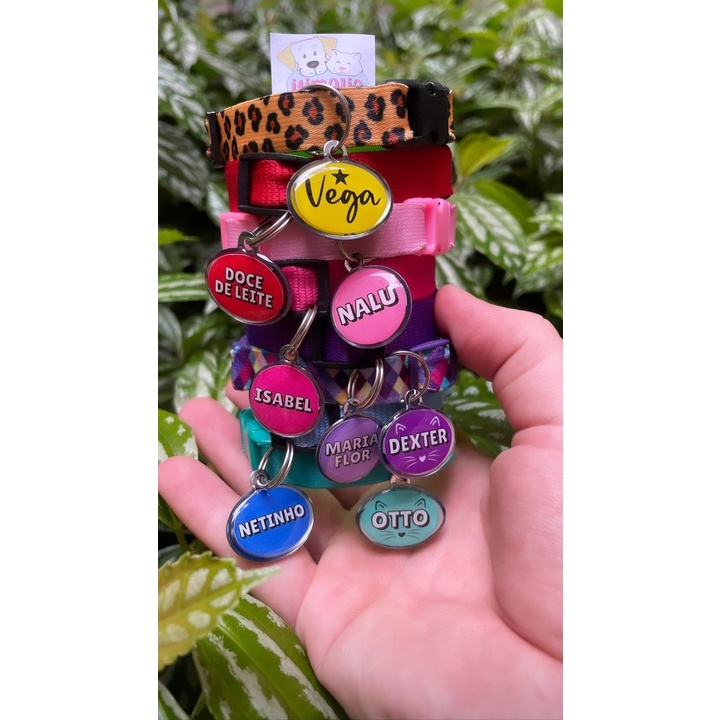 Vega
DOCE
DE LEITE
NALU
ISABEL
MARIA
FLOR
DEXTER
NETINHO
OTTO